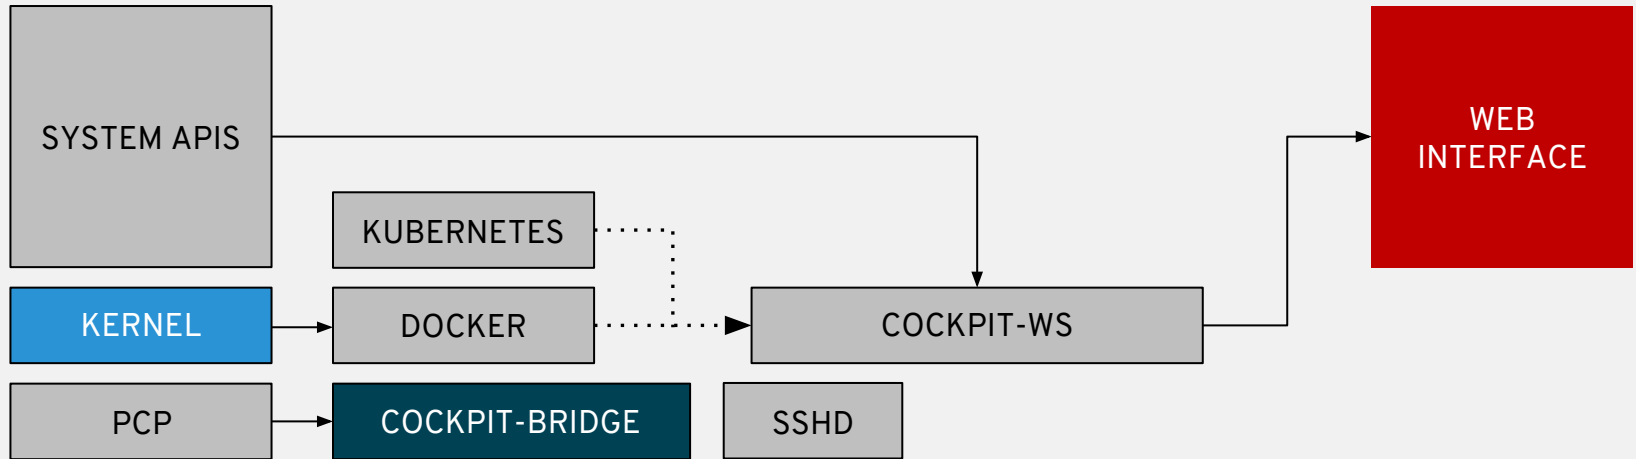 SYSTEM APIS
WEB
INTERFACE
KUBERNETES
KERNEL
DOCKER
COCKPIT-WS
PCP
COCKPIT-BRIDGE
SSHD